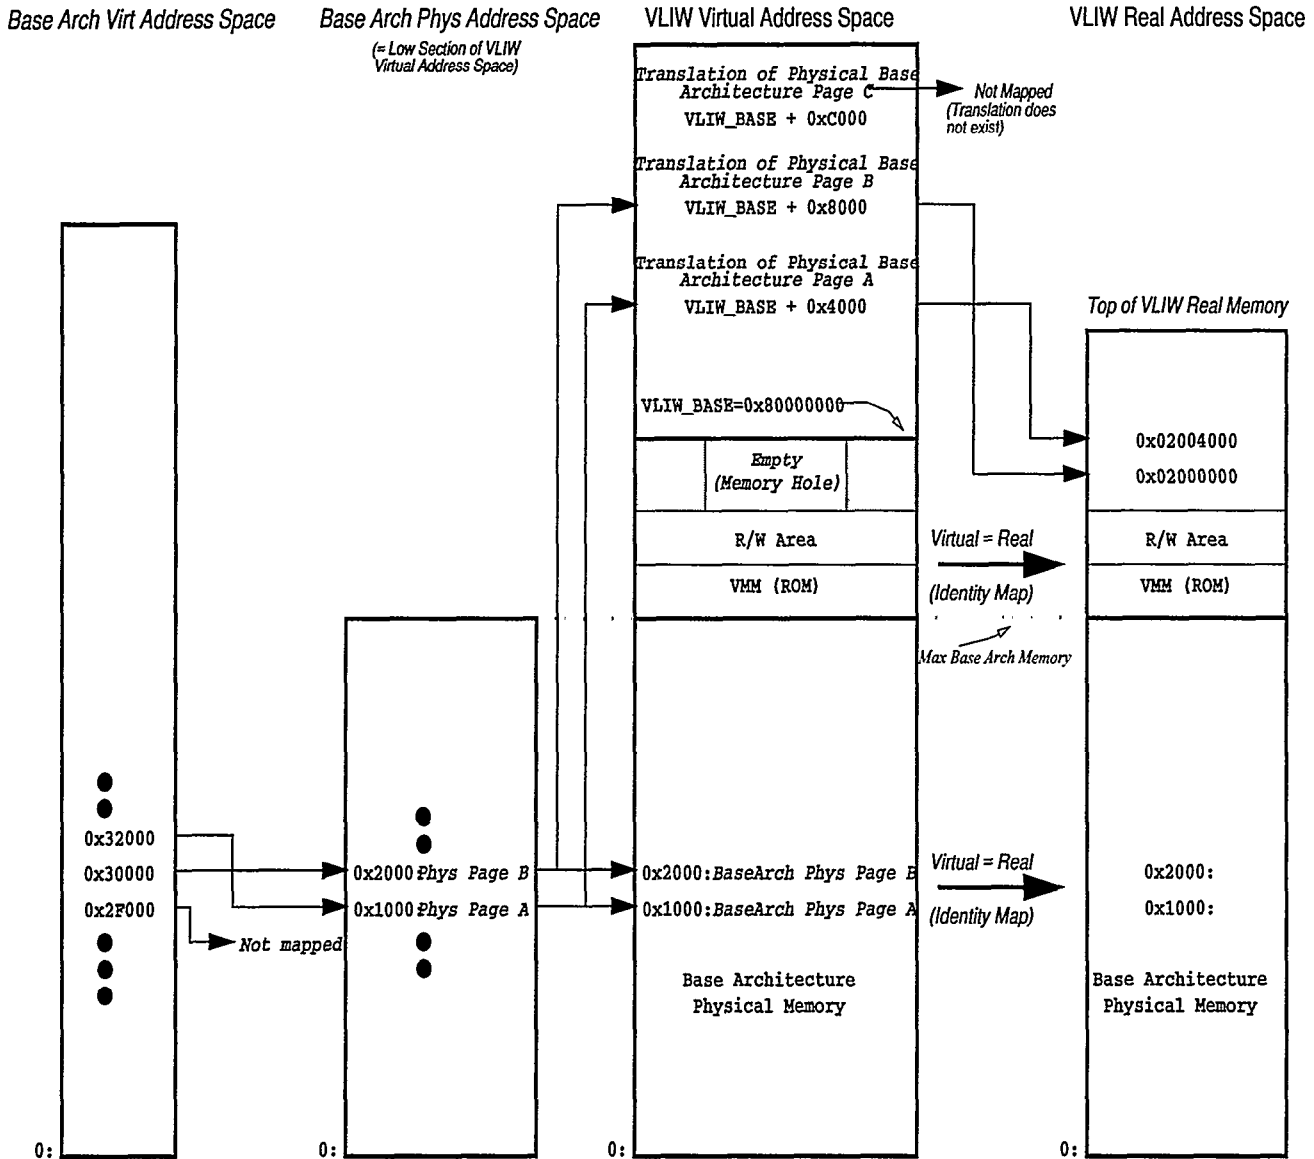 Base Arch Virt Address Space
Base Arch Phys Address Space
(= Low Section of VLIW
Virtual Address Space)
VLIW Virtual Address Space
VLIW Real Address Space
Translation of Physical Base
Architecture Page C
VLIW_BASE + 0xC000
Not Mapped
(Translation does
not exist)
Translation of Physical Base
Architecture Page B
VLIW_BASE + 0x8000
Translation of Physical Base
Architecture Page A
VLIW_BASE + 0x4000
Top of VLIW Real Memory
VLIW_BASE=0x80000000
0x02004000
0x02000000
Empty
(Memory Hole)
R/W Area
VMM (ROM)
Virtual = Real
(Identity Map)
R/W Area
VMM (ROM)
Max Base Arch Memory
0x32000
0x30000
0x2F000
Not mapped
0x2000:Phys Page B
0x1000:Phys Page A
0x2000:BaseArch Phys Page B
0x1000:BaseArch Phys Page A
Virtual = Real
(Identity Map)
0x2000:
0x1000:
Base Architecture
Physical Memory
Base Architecture
Physical Memory
0:
0:
0:
0: